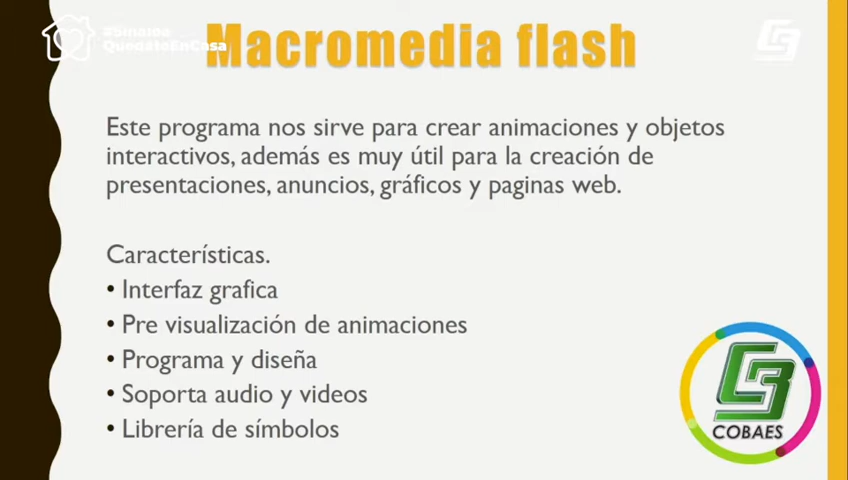 #Sinaloa
QuedateEnCasa
Macromedia flash
Este programa nos sirve para crear animaciones y objetos
interactivos, además es muy útil para la creación de
presentaciones, anuncios, gráficos y paginas web.
Características.
• Interfaz grafica
• Pre visualización de animaciones
• Programa y diseña
• Soporta audio y videos
• Librería de símbolos
COBAES